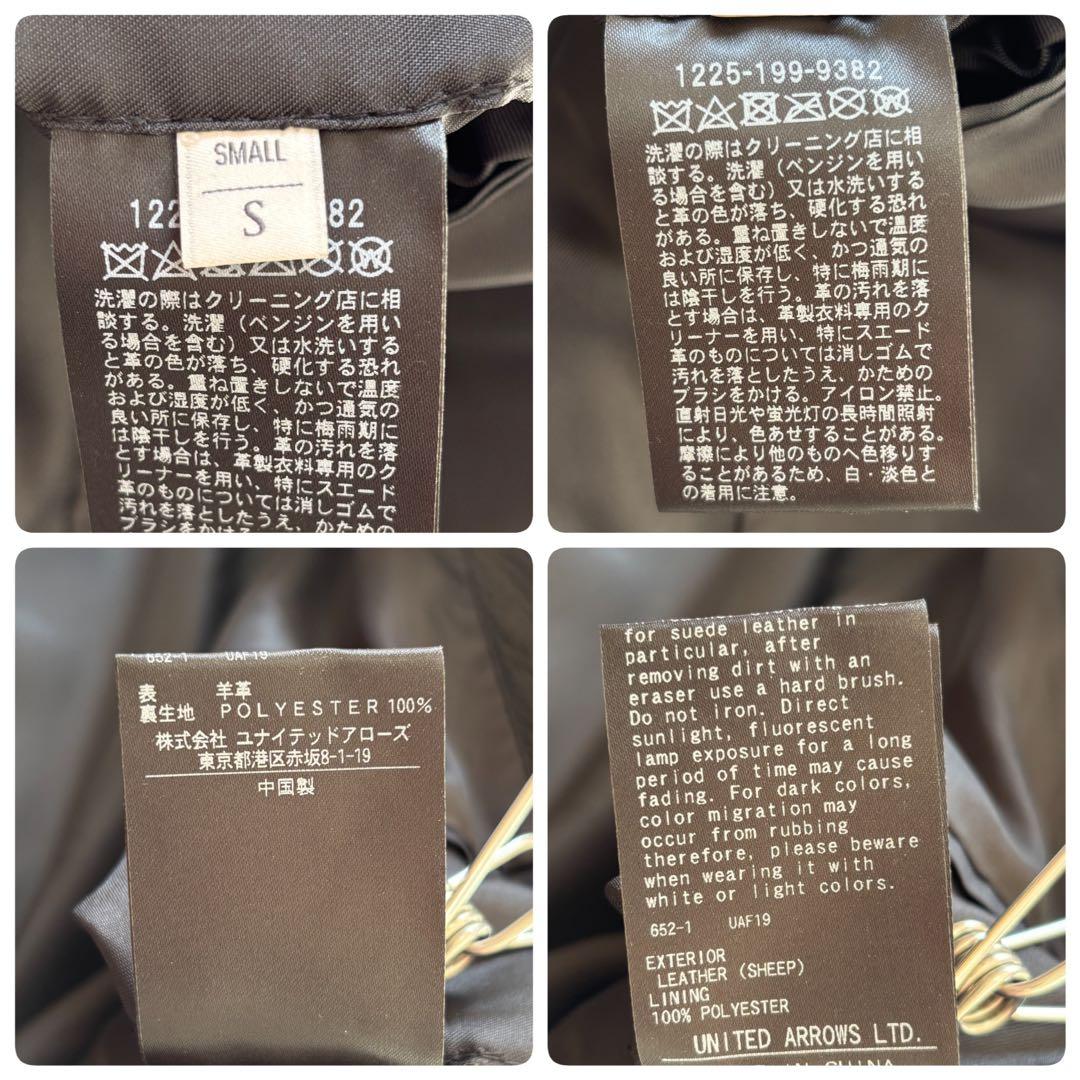 SMALL
S
122 82
洗濯の際はクリーニング店に相
談する。洗濯(ベンジンを用い
る場合を含む)又は水洗いする
と革の色が落ち、硬化する恐れ
がある。重ね置きしないで温度
および湿度が低く、かつ通気の
良い所に保存し、特に梅雨期に
は陰干しを行う。革の汚れを落
とす場合は、革製衣料専用のク
リーナーを用い、特にスエード
革のものについては消しゴムで
汚れを落としたうえ、かための
ブラシをかける
1225-199-9382
洗濯の際はクリーニング店に相
談する。洗濯(ベンジンを用い
る場合を含む)又は水洗いする
と革の色が落ち、硬化する恐れ
がある。重ね置きしないで温度
および湿度が低く、かつ通気の
良い所に保存し、特に梅雨期に
は陰干しを行う。革の汚れを落
とす場合は、革製衣料専用のク
リーナーを用い、特にスエード
革のものについては消しゴムで
汚れを落としたうえ、かための
ブラシをかける。アイロン禁止。
直射日光や蛍光灯の長時間照射
により、色あせすることがある。
摩擦により他のものへ色移りす
ることがあるため、白・淡色と
の着用に注意。
652-1 UAF19
表 羊革
裏生地 POLYESTER 100%
株式会社 ユナイテッドアローズ
東京都港区赤坂8-1-19
中国製
for suede leather in
particular, after
removing dirt with an
eraser use a hard brush.
Do not iron. Direct
sunlight, fluorescent
lamp exposure for a long
period of time may cause
fading. For dark colors,
color migration may
occur from rubbing
therefore, please beware
when wearing it with
white or light colors.
652-1 UAF19
EXTERIOR
LEATHER (SHEEP)
LINING
100% POLYESTER
UNITED ARROWS LTD.
IN CHINA